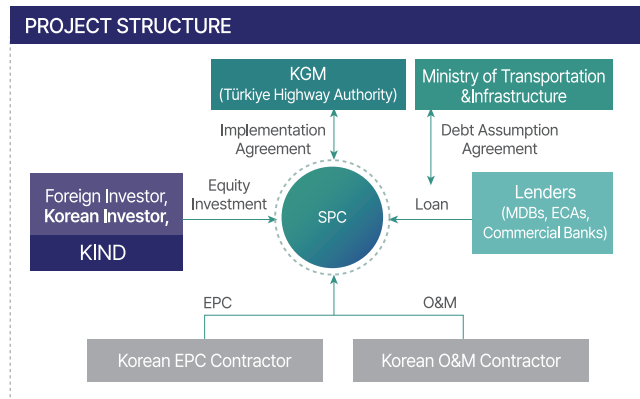 PROJECT STRUCTURE
KGM
(Türkiye Highway Authority)
Ministry of Transportation
&Infrastructure
Implementation
Agreement
Debt Assumption
Agreement
Foreign Investor,
Korean Investor,
KIND
Equity
Investment
SPC
Loan
Lenders
(MDBs, ECAs,
Commercial Banks)
EPC
O&M
Korean EPC Contractor
Korean O&M Contractor